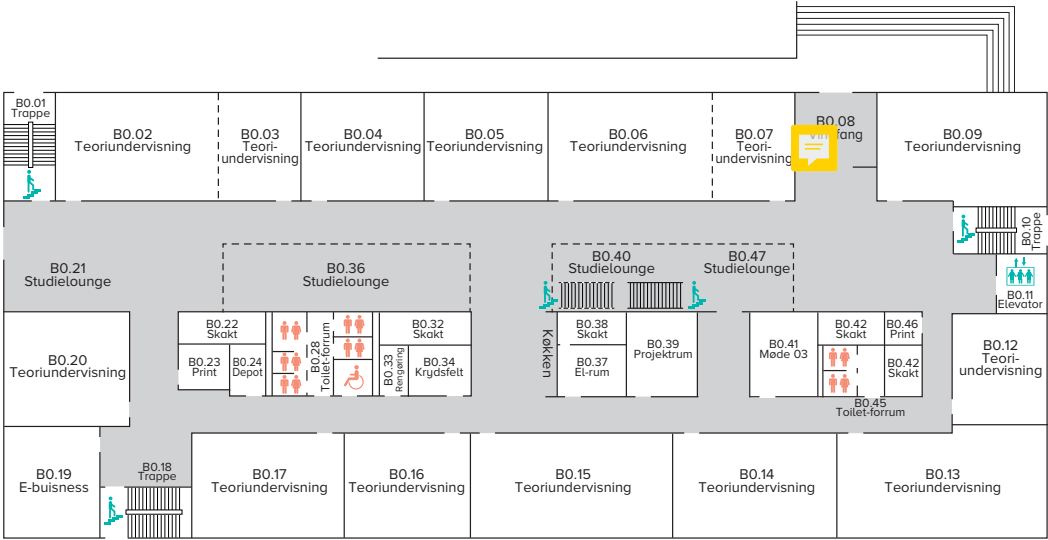 B0.01
Trappe
B0.02
Teoriundervisning
B0.03
Teori-
undervisning
B0.04
Teoriundervisning
B0.05
Teoriundervisning
B0.06
Teoriundervisning
B0.07
Teori-
undervisning
B0.08
B0.09
Teoriundervisning
B0.10
Trappe
B0.11
Elevator
B0.21
Studielounge
B0.36
Studielounge
B0.40
Studielounge
B0.47
Studielounge
B0.20
Teoriundervisning
B0.22
Skakt
B0.23
Print
B0.24
Depot
B0.28
Toilet-forrum
B0.32
Skakt
B0.33
Rengøring
B0.34
Krydsfelt
Køkken
B0.38
Skakt
B0.37
El-rum
B0.39
Projektrum
B0.41
Møde 03
B0.42
Skakt
B0.46
Print
B0.42
Skakt
B0.45
Toilet-forrum
B0.12
Teori-
undervisning
B0.19
E-buisness
B0.18
Trappe
B0.17
Teoriundervisning
B0.16
Teoriundervisning
B0.15
Teoriundervisning
B0.14
Teoriundervisning
B0.13
Teoriundervisning